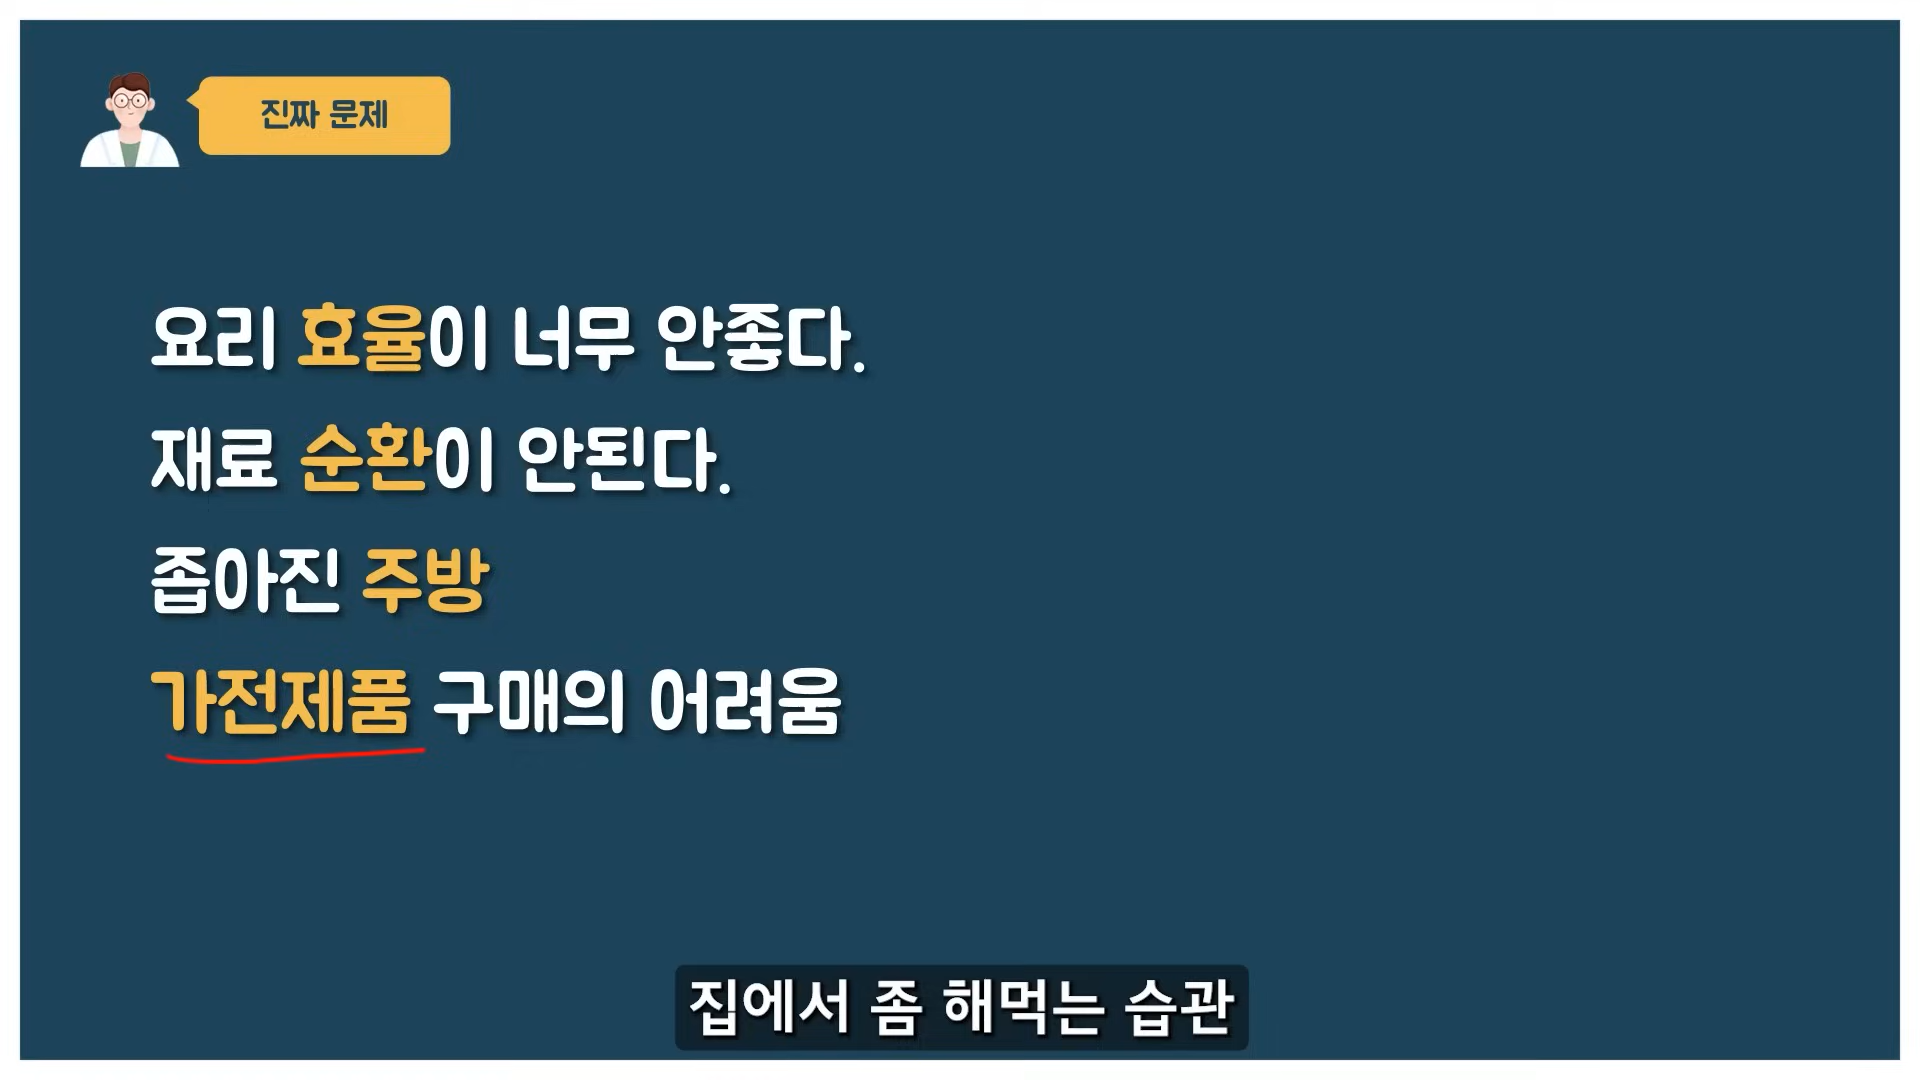 진짜 문제
요리 효율이 너무 안좋다.
재료 순환이 안된다.
좁아진 주방
가전제품 구매의 어려움
집에서 좀 해먹는 습관